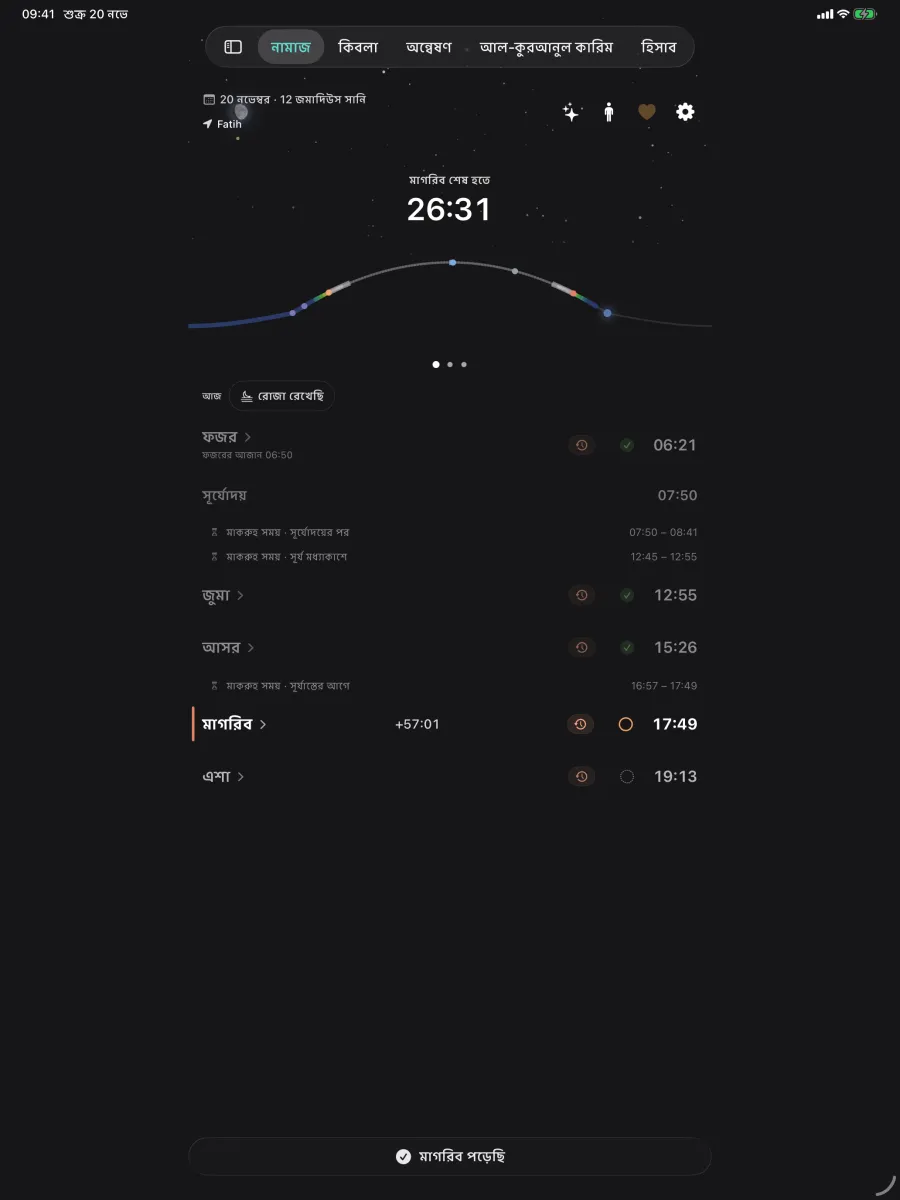 09:41 শুক্র 20 নভে
নামাজ কিবলা অন্বেষণ আল-কুরআনুল কারিম হিসাব
20 নভেম্বর · 12 জমাদিউস সানি
Fatih
মাগরিব শেষ হতে
26:31
আজ রোজা রেখেছি
ফজর 06:21
ফজরের আজান 06:50
সূর্যোদয় 07:50
মাকরুহ সময় · সূর্যোদয়ের পর 07:50 – 08:41
মাকরুহ সময় · সূর্য মধ্যাকাশে 12:45 – 12:55
জুমা 12:55
আসর 15:26
মাকরুহ সময় · সূর্যাস্তের আগে 16:57 – 17:49
মাগরিব +57:01 17:49
এশা 19:13
মাগরিব পড়েছি